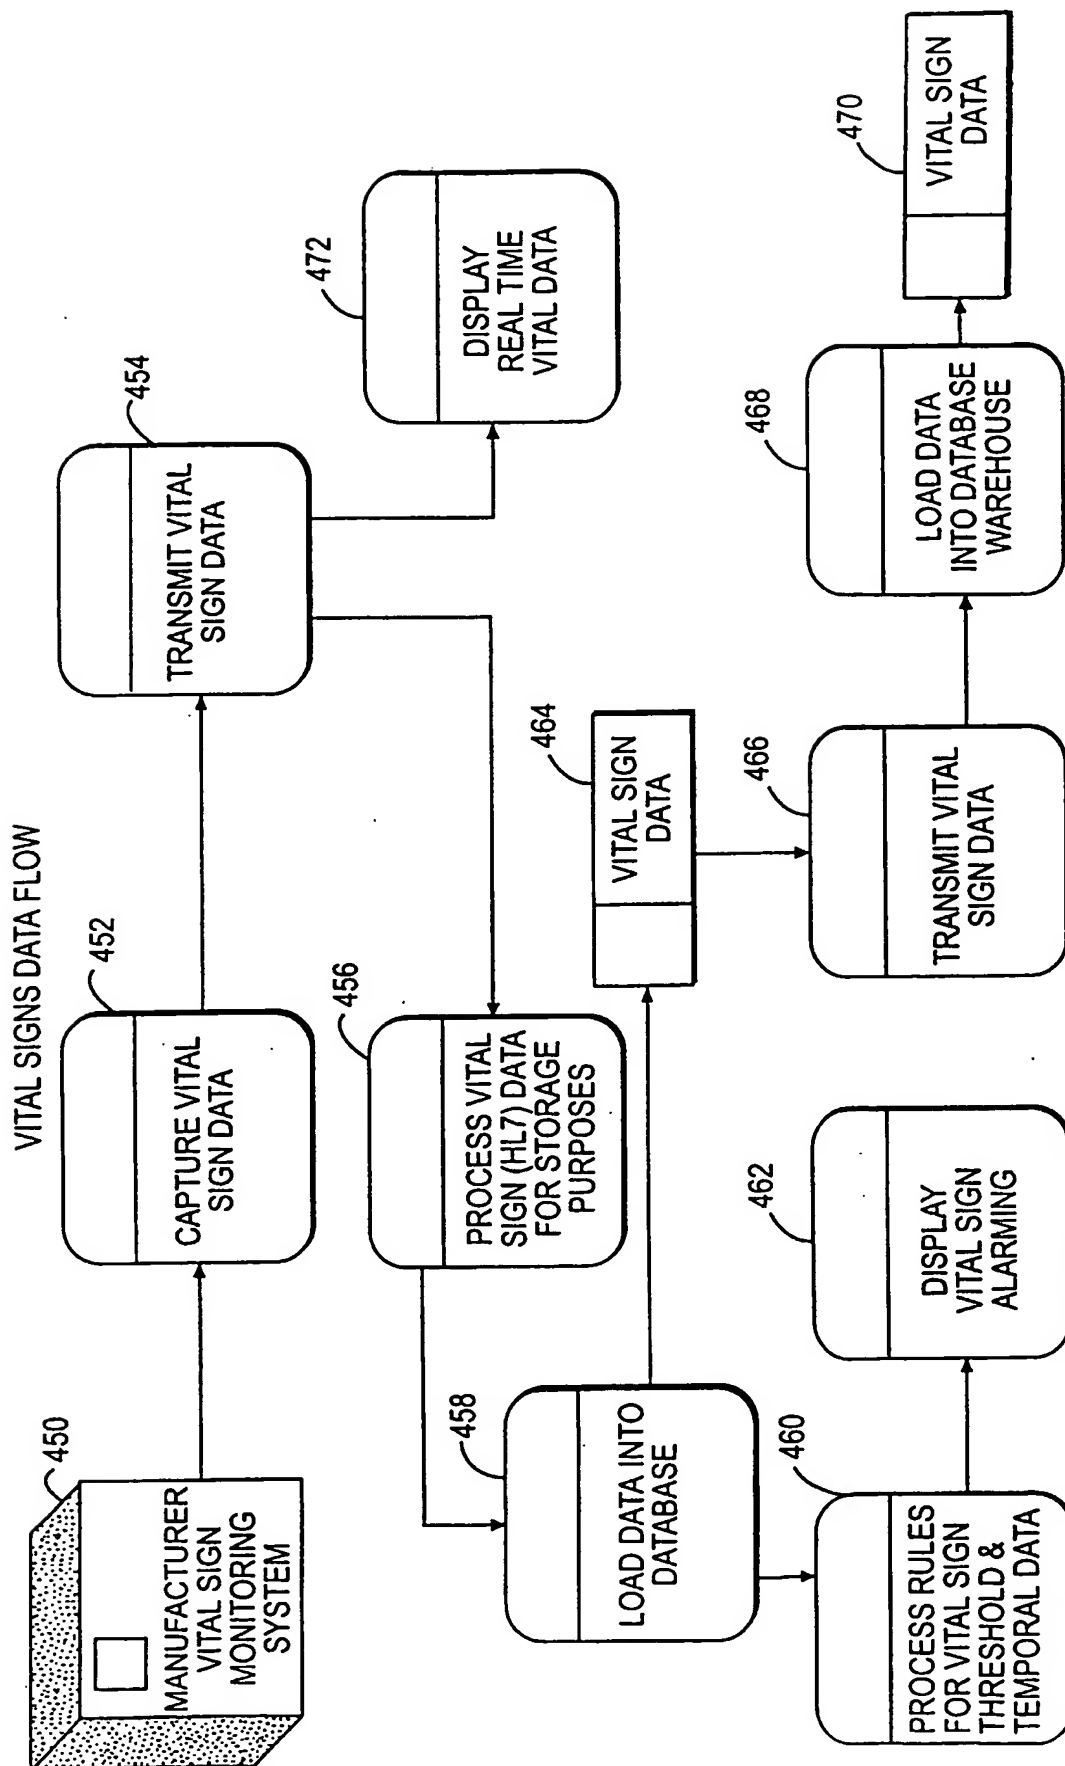 VITAL SIGNS DATA FLOW
450
MANUFACTURER
VITAL SIGN
MONITORING
SYSTEM
452
CAPTURE VITAL
SIGN DATA
454
TRANSMIT VITAL
SIGN DATA
472
DISPLAY
REAL TIME
VITAL DATA
456
PROCESS VITAL
SIGN (HL7) DATA
FOR STORAGE
PURPOSES
458
LOAD DATA INTO
DATABASE
464
VITAL SIGN
DATA
460
PROCESS RULES
FOR VITAL SIGN
THRESHOLD &
TEMPORAL DATA
462
DISPLAY
VITAL SIGN
ALARMING
466
TRANSMIT VITAL
SIGN DATA
468
LOAD DATA
INTO DATABASE
WAREHOUSE
470
VITAL SIGN
DATA